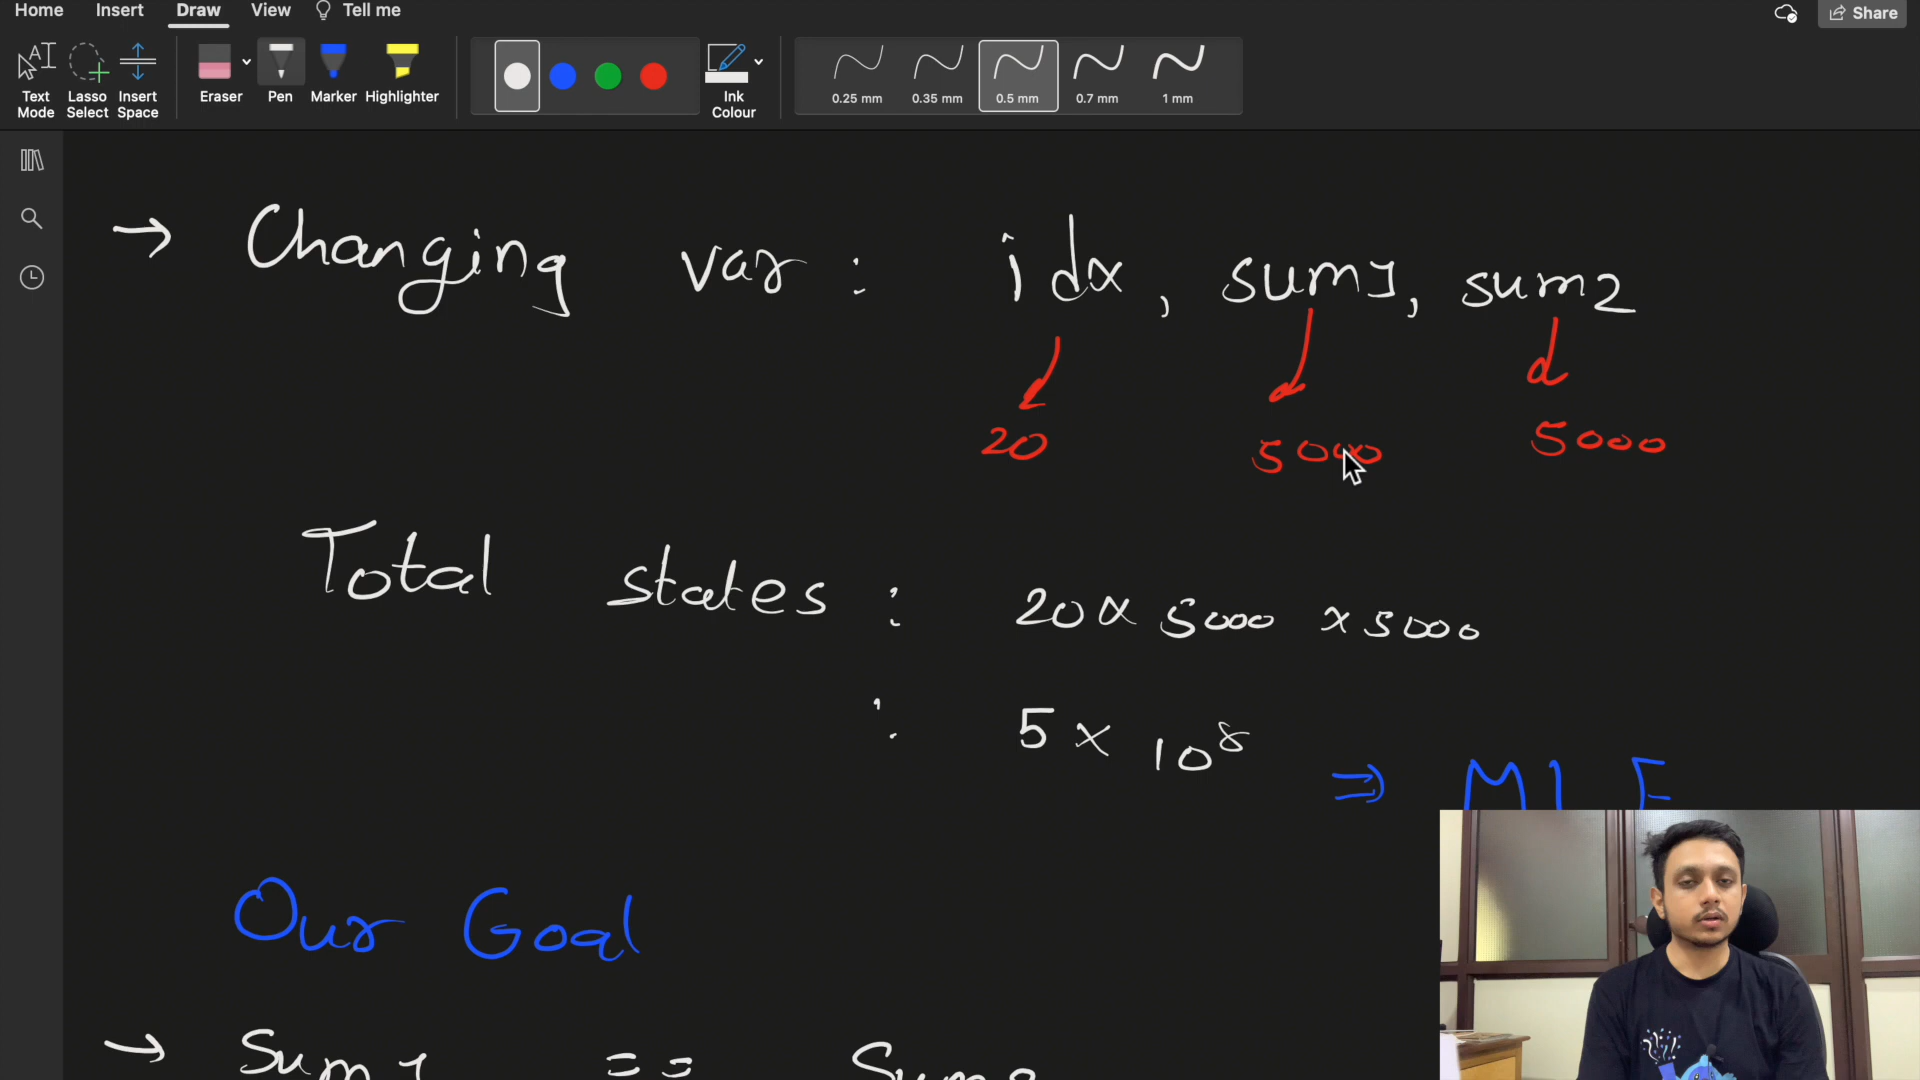 Home Insert Draw View Tell me Share
Text Mode Lasso Select Insert Space Eraser Pen Marker Highlighter Ink Colour 0.25 mm 0.35 mm 0.5 mm 0.7 mm 1 mm
→ Changing var : idx , sum1, sum2
20 5000 5000
Total states : 20 x 5000 x 5000
: 5 x 10⁸
⇒ MLE
Our Goal
→ Sum1 == Sum2